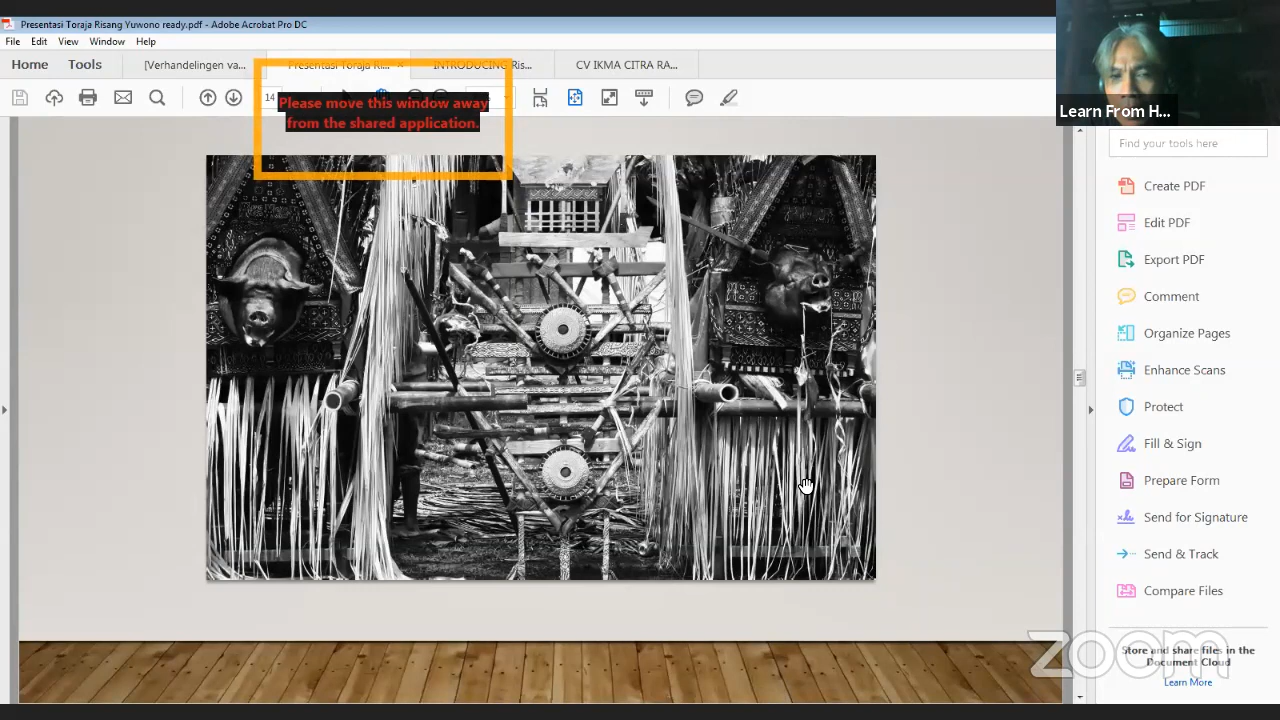 Presentasi Toraja Risang Yuwono ready.pdf - Adobe Acrobat Pro DC
File Edit View Window Help
Home Tools [Verhandelingen va... Presentasi Toraja Ri... × INTRODUCING Ris... CV IKMA CITRA RA...
14
Please move this window away
from the shared application.
Learn From H...
Find your tools here
Create PDF
Edit PDF
Export PDF
Comment
Organize Pages
Enhance Scans
Protect
Fill & Sign
Prepare Form
Send for Signature
Send & Track
Compare Files
Store and share files in the
Document Cloud
Learn More
zoom